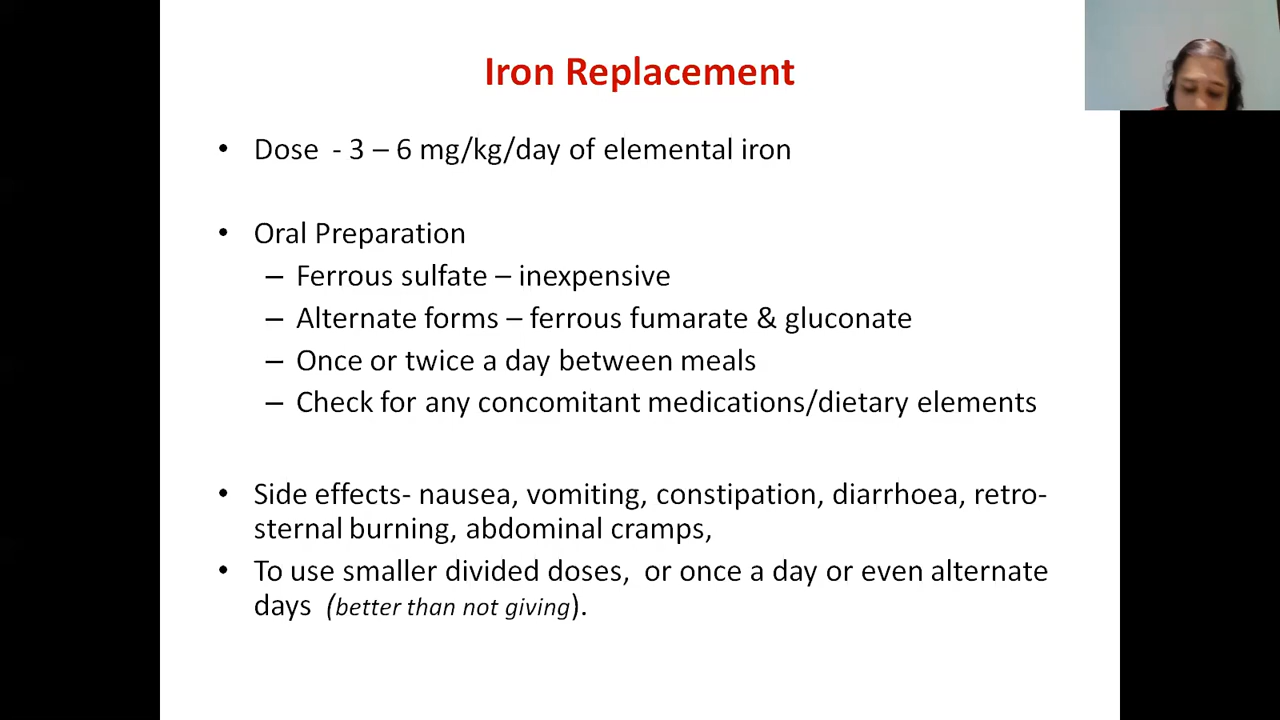 Iron Replacement
• Dose - 3 – 6 mg/kg/day of elemental iron
• Oral Preparation
– Ferrous sulfate – inexpensive
– Alternate forms – ferrous fumarate & gluconate
– Once or twice a day between meals
– Check for any concomitant medications/dietary elements
• Side effects- nausea, vomiting, constipation, diarrhoea, retro-
sternal burning, abdominal cramps,
• To use smaller divided doses, or once a day or even alternate
days (better than not giving).